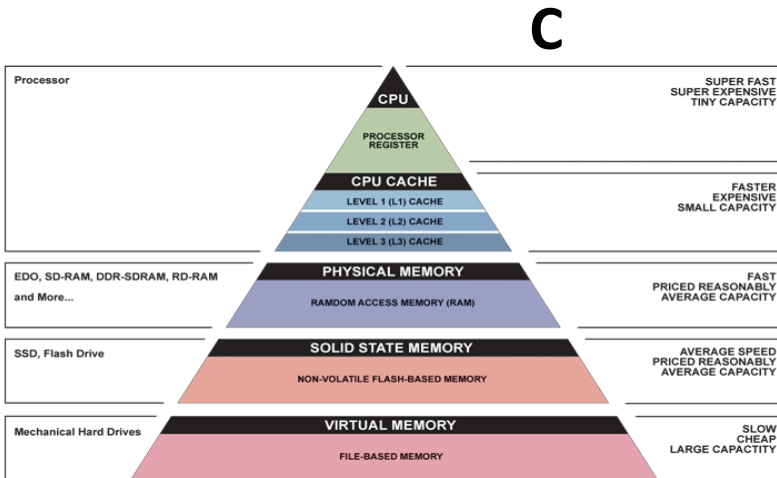 C
Processor
CPU
SUPER FAST
SUPER EXPENSIVE
TINY CAPACITY
PROCESSOR
REGISTER
CPU CACHE
LEVEL 1 (L1) CACHE
LEVEL 2 (L2) CACHE
LEVEL 3 (L3) CACHE
FASTER
EXPENSIVE
SMALL CAPACITY
EDO, SD-RAM, DDR-SDRAM, RD-RAM
and More...
PHYSICAL MEMORY
RAMDOM ACCESS MEMORY (RAM)
FAST
PRICED REASONABLY
AVERAGE CAPACITY
SSD, Flash Drive
SOLID STATE MEMORY
NON-VOLATILE FLASH-BASED MEMORY
AVERAGE SPEED
PRICED REASONABLY
AVERAGE CAPACITY
Mechanical Hard Drives
VIRTUAL MEMORY
FILE-BASED MEMORY
SLOW
CHEAP
LARGE CAPACTITY